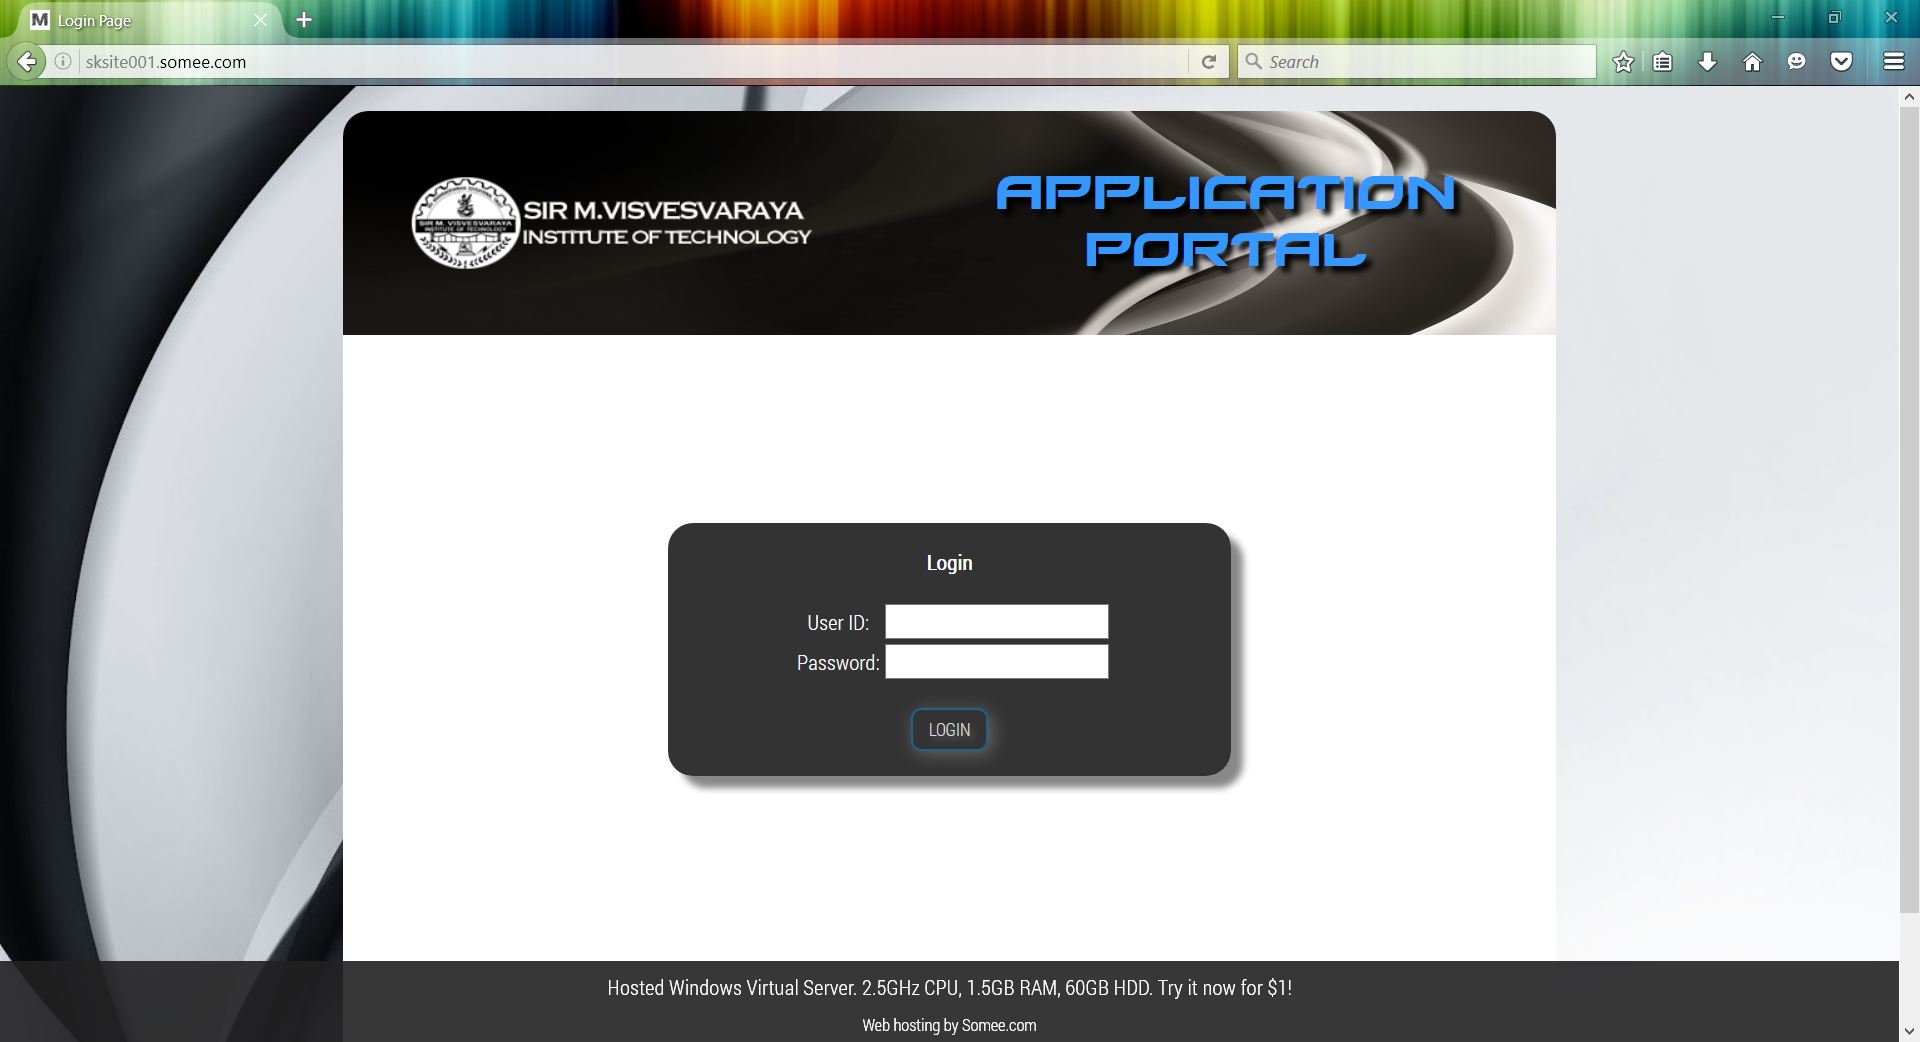 M Login Page
sksite001.somee.com
Search
SIR M.VISVESVARAYA
INSTITUTE OF TECHNOLOGY
SIR M. VISVESVARAYA
INSTITUTE OF TECHNOLOGY
APPLICATION
PORTAL
Login
User ID:
Password:
LOGIN
Hosted Windows Virtual Server. 2.5GHz CPU, 1.5GB RAM, 60GB HDD. Try it now for $1!
Web hosting by Somee.com